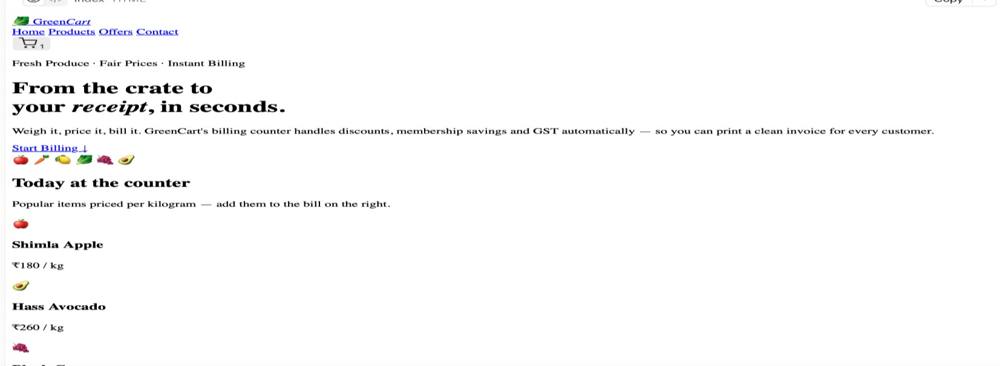 Index · HTML
Copy
GreenCart
Home Products Offers Contact
1
Fresh Produce · Fair Prices · Instant Billing
From the crate to
your receipt, in seconds.
Weigh it, price it, bill it. GreenCart's billing counter handles discounts, membership savings and GST automatically — so you can print a clean invoice for every customer.
Start Billing ↓
Today at the counter
Popular items priced per kilogram — add them to the bill on the right.
Shimla Apple
₹180 / kg
Hass Avocado
₹260 / kg